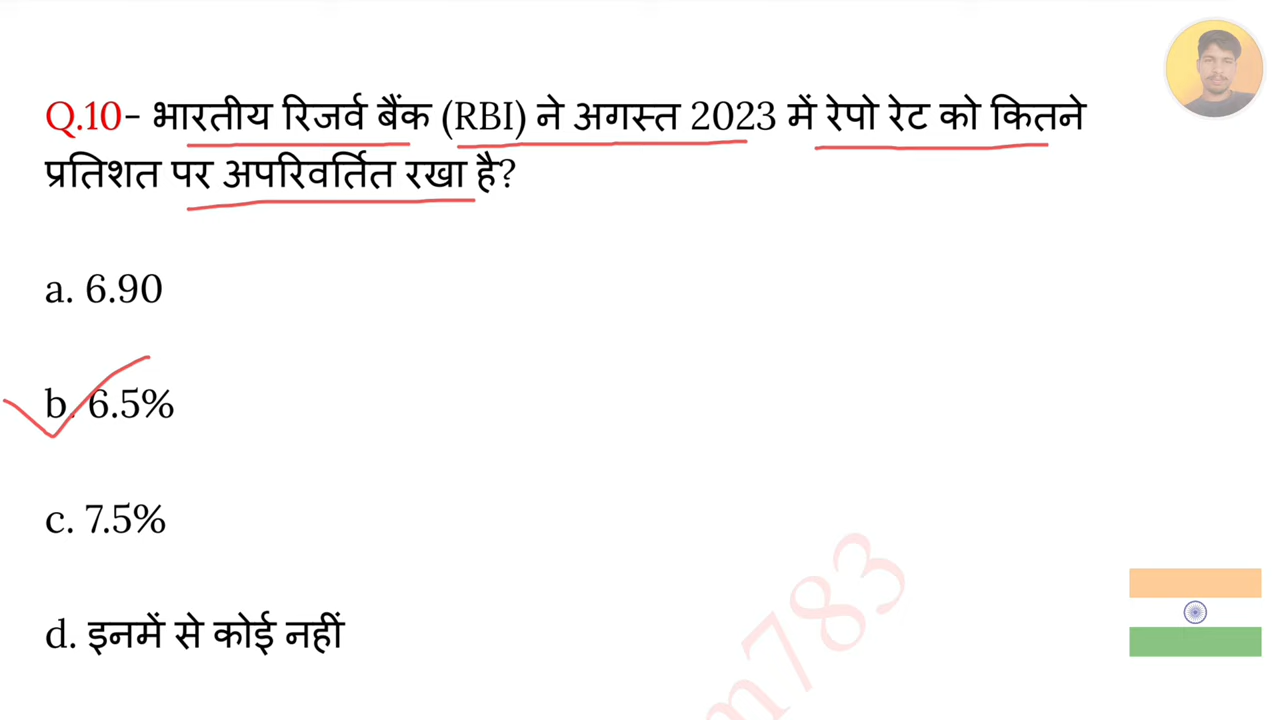 Q.10- भारतीय रिजर्व बैंक (RBI) ने अगस्त 2023 में रेपो रेट को कितने
प्रतिशत पर अपरिवर्तित रखा है?
a. 6.90
b. 6.5%
c. 7.5%
d. इनमें से कोई नहीं
m783